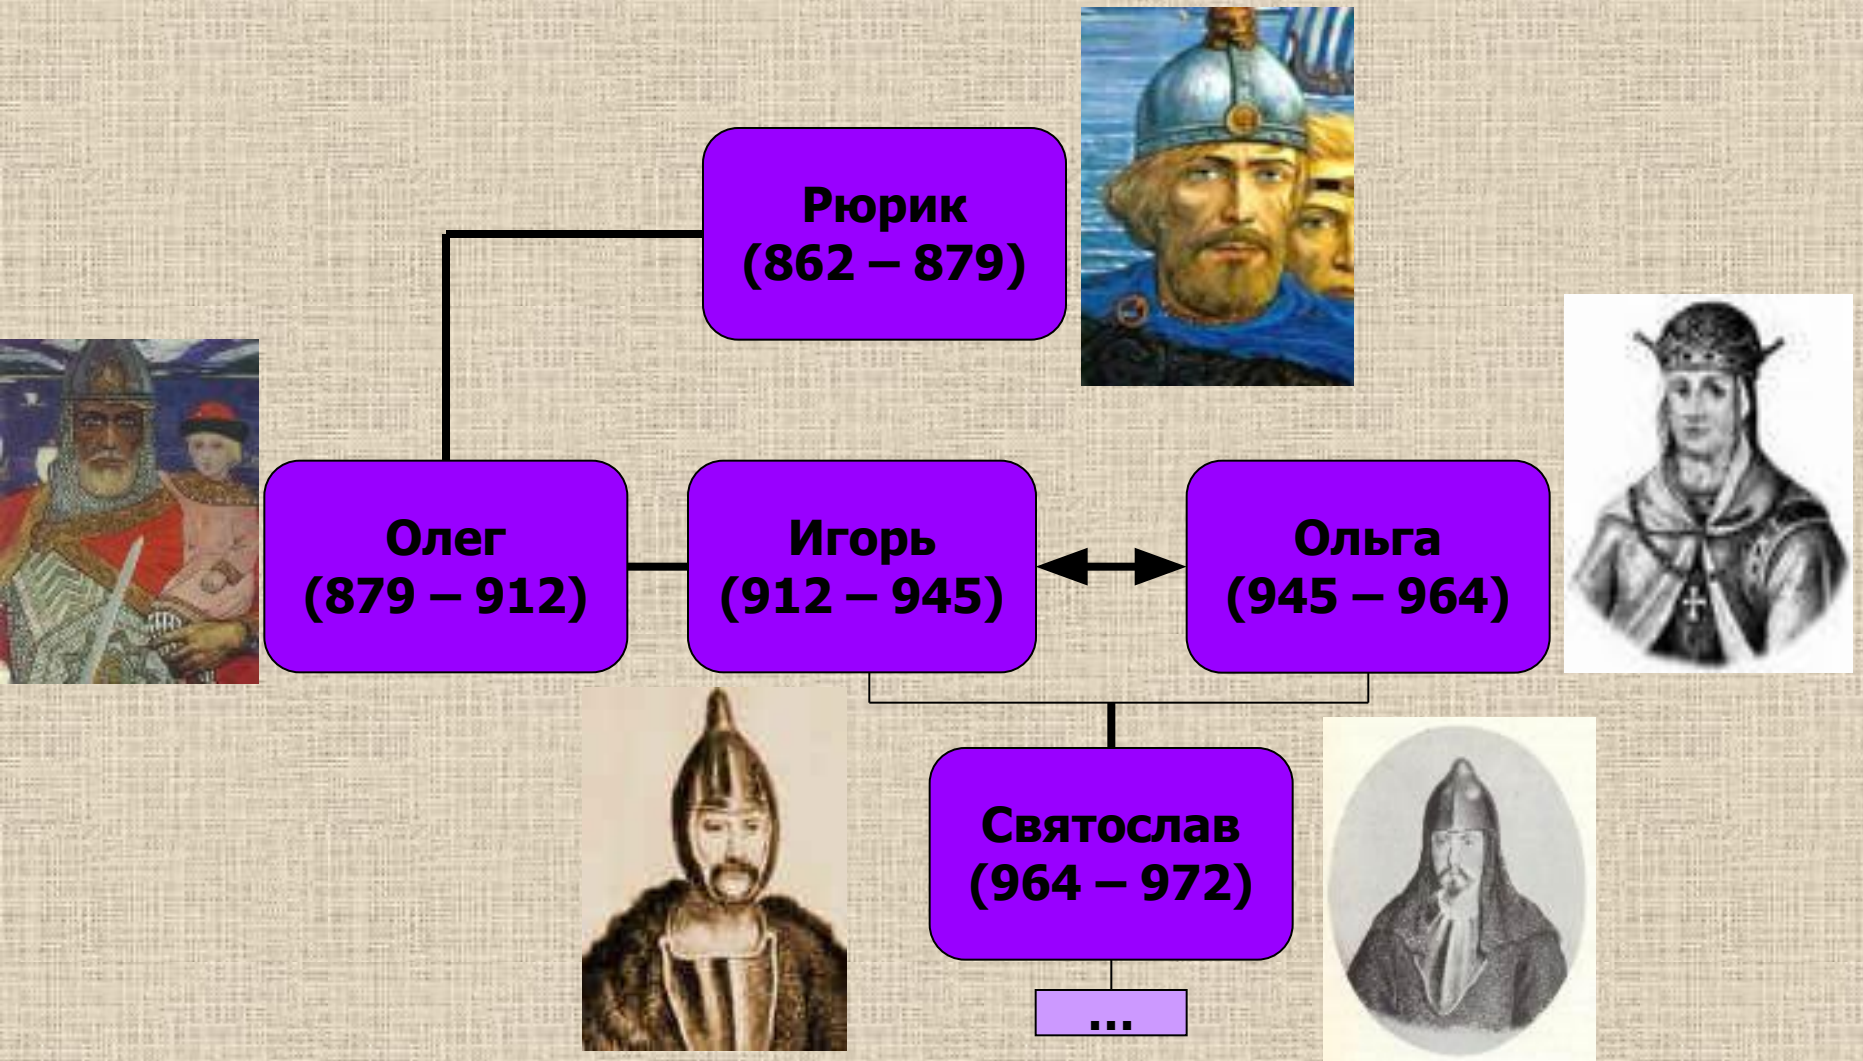 Рюрик
(862 – 879)
Олег
(879 – 912)
Игорь
(912 – 945)
Ольга
(945 – 964)
Святослав
(964 – 972)
...